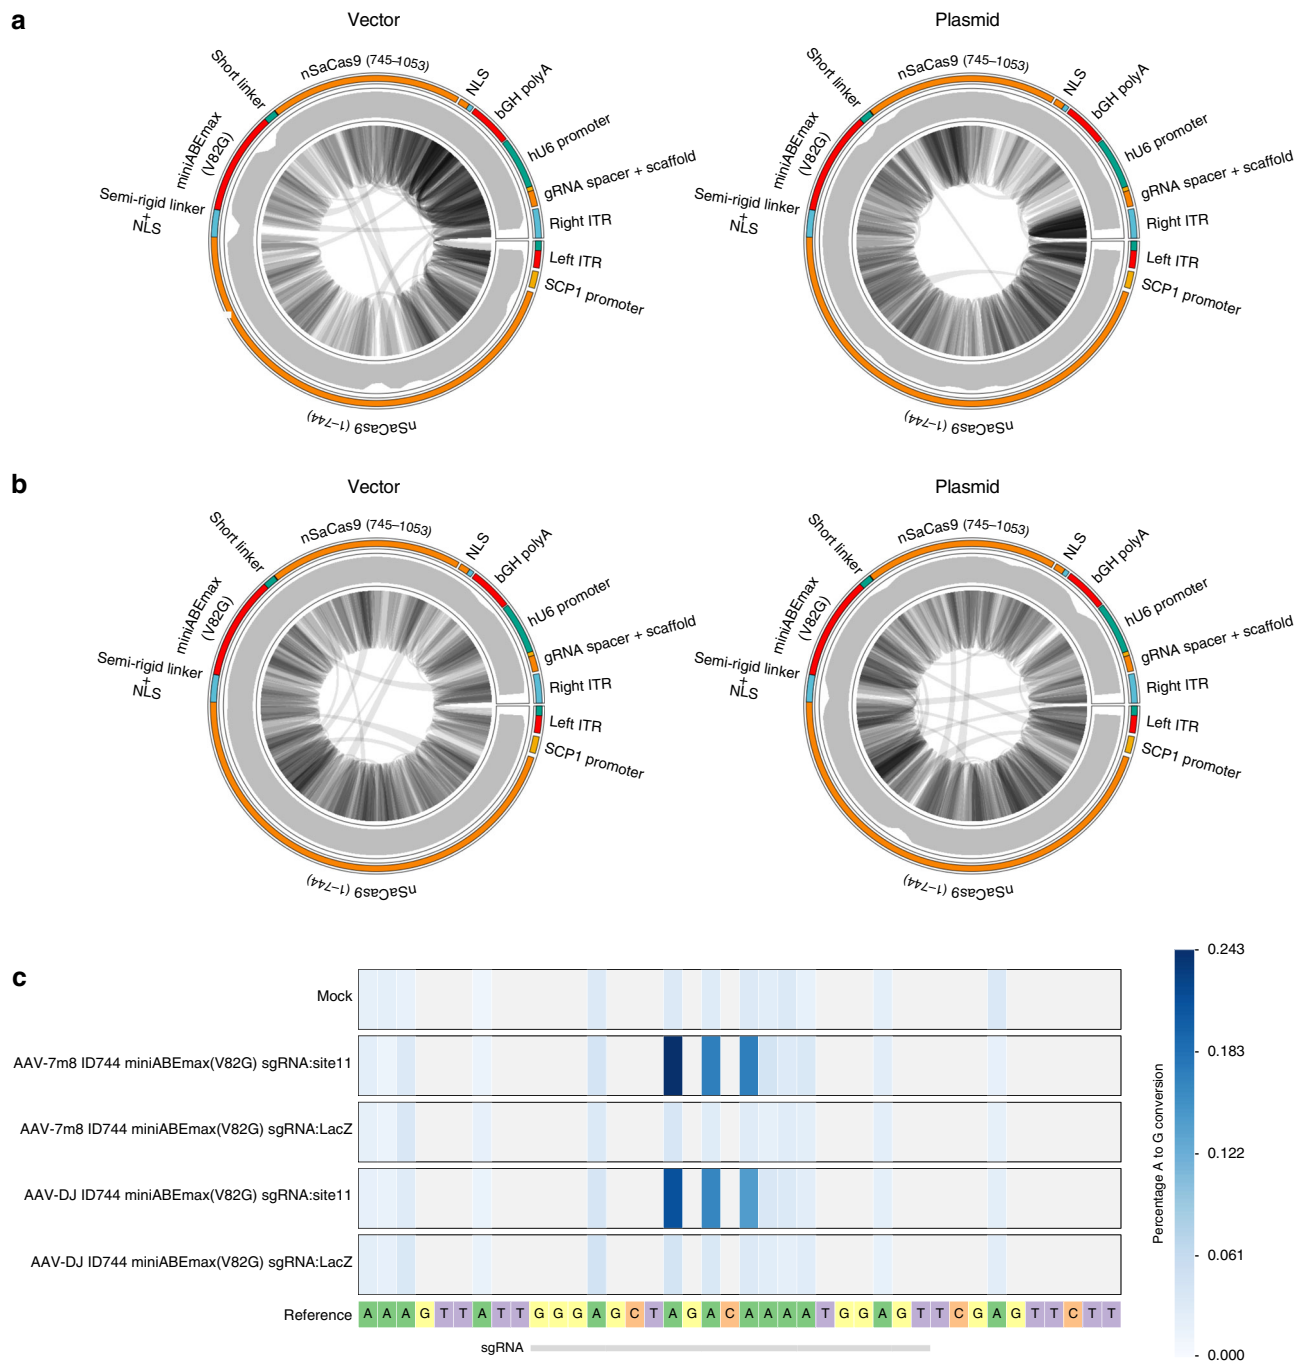 a
Vector
Plasmid
Short linker
nSaCas9 (745–1053)
NLS
bGH polyA
hU6 promoter
gRNA spacer + scaffold
Right ITR
Left ITR
SCP1 promoter
nSaCas9 (1–744)
Semi-rigid linker
+
NLS
miniABEmax
(V82G)
Short linker
nSaCas9 (745–1053)
NLS
bGH polyA
hU6 promoter
gRNA spacer + scaffold
Right ITR
Left ITR
SCP1 promoter
nSaCas9 (1–744)
Semi-rigid linker
+
NLS
miniABEmax
(V82G)
b
Vector
Plasmid
Short linker
nSaCas9 (745–1053)
NLS
bGH polyA
hU6 promoter
gRNA spacer + scaffold
Right ITR
Left ITR
SCP1 promoter
nSaCas9 (1–744)
Semi-rigid linker
+
NLS
miniABEmax
(V82G)
Short linker
nSaCas9 (745–1053)
NLS
bGH polyA
hU6 promoter
gRNA spacer + scaffold
Right ITR
Left ITR
SCP1 promoter
nSaCas9 (1–744)
Semi-rigid linker
+
NLS
miniABEmax
(V82G)
c
Mock
AAV-7m8 ID744 miniABEmax(V82G) sgRNA:site11
AAV-7m8 ID744 miniABEmax(V82G) sgRNA:LacZ
AAV-DJ ID744 miniABEmax(V82G) sgRNA:site11
AAV-DJ ID744 miniABEmax(V82G) sgRNA:LacZ
Reference A A A G T T A T T G G G A G C T A G A C A A A A T G G A G T T C G A G T T C T T
sgRNA
0.243
0.183
0.122
0.061
0.000
Percentage A to G conversion